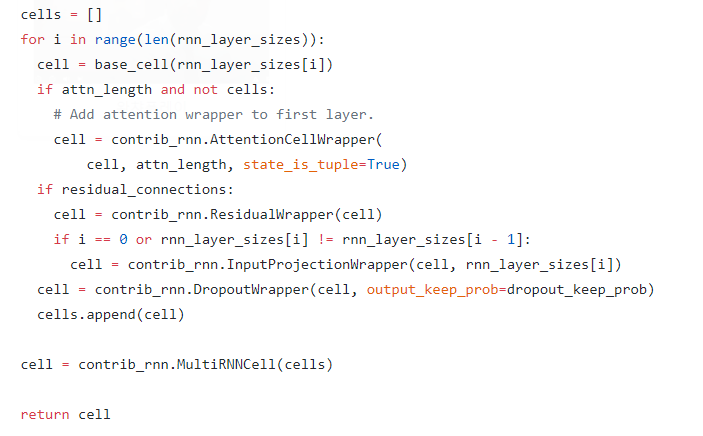 cells = []
for i in range(len(rnn_layer_sizes)):
  cell = base_cell(rnn_layer_sizes[i])
  if attn_length and not cells:
    # Add attention wrapper to first layer.
    cell = contrib_rnn.AttentionCellWrapper(
        cell, attn_length, state_is_tuple=True)
  if residual_connections:
    cell = contrib_rnn.ResidualWrapper(cell)
    if i == 0 or rnn_layer_sizes[i] != rnn_layer_sizes[i - 1]:
      cell = contrib_rnn.InputProjectionWrapper(cell, rnn_layer_sizes[i])
  cell = contrib_rnn.DropoutWrapper(cell, output_keep_prob=dropout_keep_prob)
  cells.append(cell)

cell = contrib_rnn.MultiRNNCell(cells)

return cell